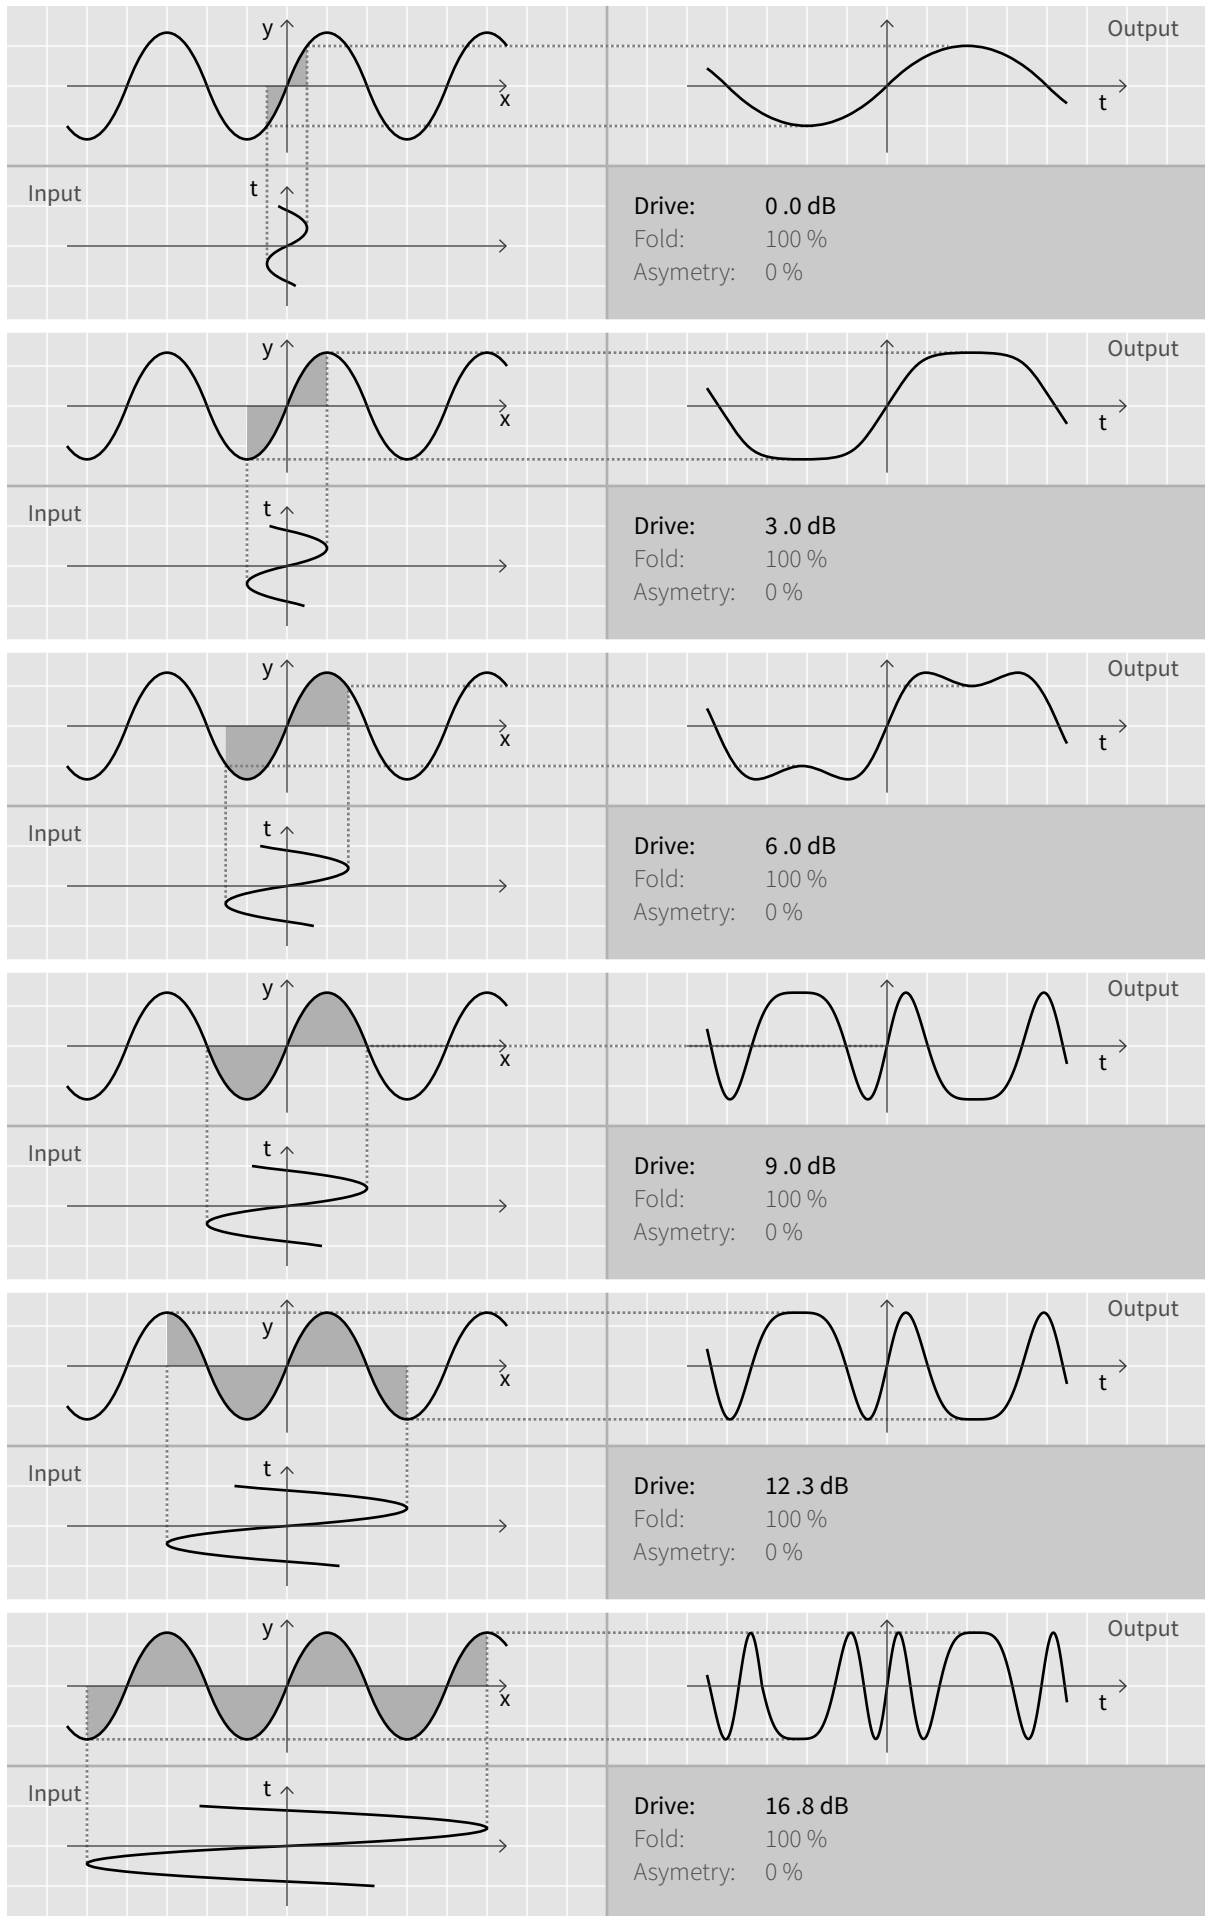 y
x
Output
t
Input
t
Drive: 0 .0 dB
Fold: 100 %
Asymetry: 0 %
y
x
Output
t
Input
t
Drive: 3 .0 dB
Fold: 100 %
Asymetry: 0 %
y
x
Output
t
Input
t
Drive: 6 .0 dB
Fold: 100 %
Asymetry: 0 %
y
x
Output
t
Input
t
Drive: 9 .0 dB
Fold: 100 %
Asymetry: 0 %
y
x
Output
t
Input
t
Drive: 12 .3 dB
Fold: 100 %
Asymetry: 0 %
y
x
Output
t
Input
t
Drive: 16 .8 dB
Fold: 100 %
Asymetry: 0 %